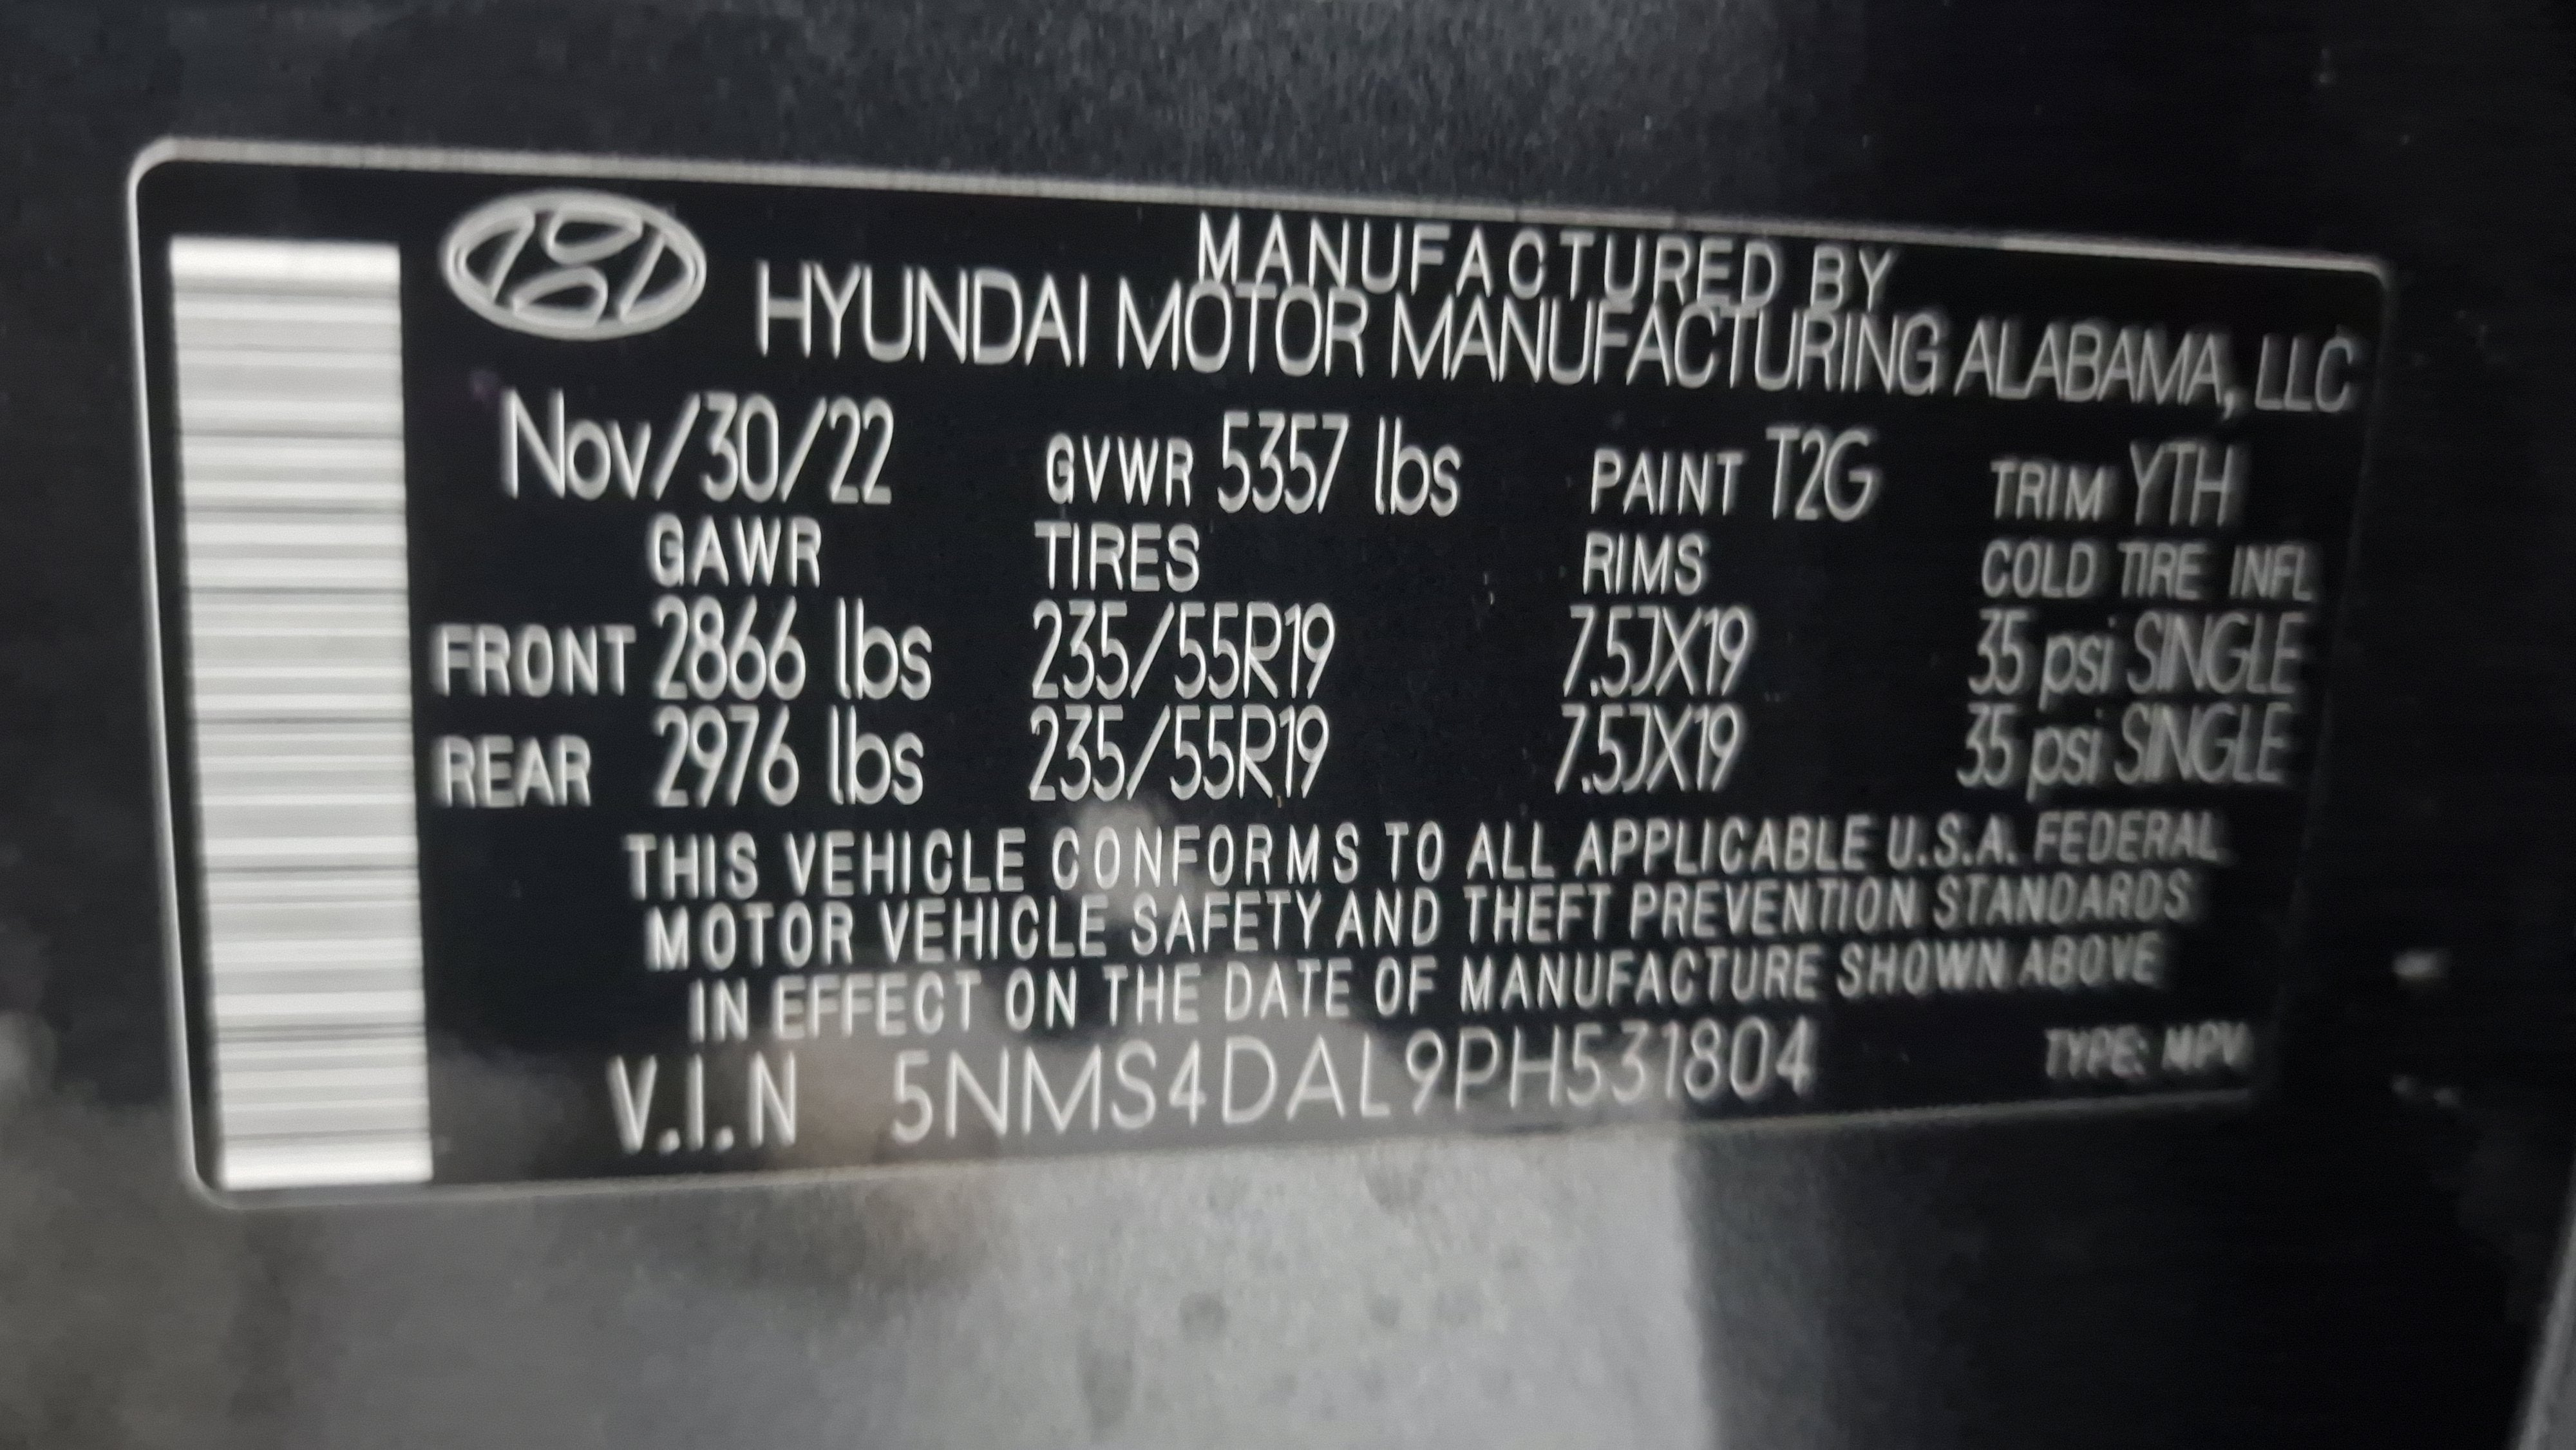 MANUFACTURED BY
HYUNDAI MOTOR MANUFACTURING ALABAMA, LLC
Nov/30/22 GVWR 5357 lbs PAINT T2G TRIM YTH
GAWR TIRES RIMS COLD TIRE INFL
FRONT 2866 lbs 235/55R19 7.5JX19 35 psi SINGLE
REAR 2976 lbs 235/55R19 7.5JX19 35 psi SINGLE
THIS VEHICLE CONFORMS TO ALL APPLICABLE U.S.A. FEDERAL
MOTOR VEHICLE SAFETY AND THEFT PREVENTION STANDARDS
IN EFFECT ON THE DATE OF MANUFACTURE SHOWN ABOVE
V.I.N 5NMS4DAL9PH531804 TYPE: MPV